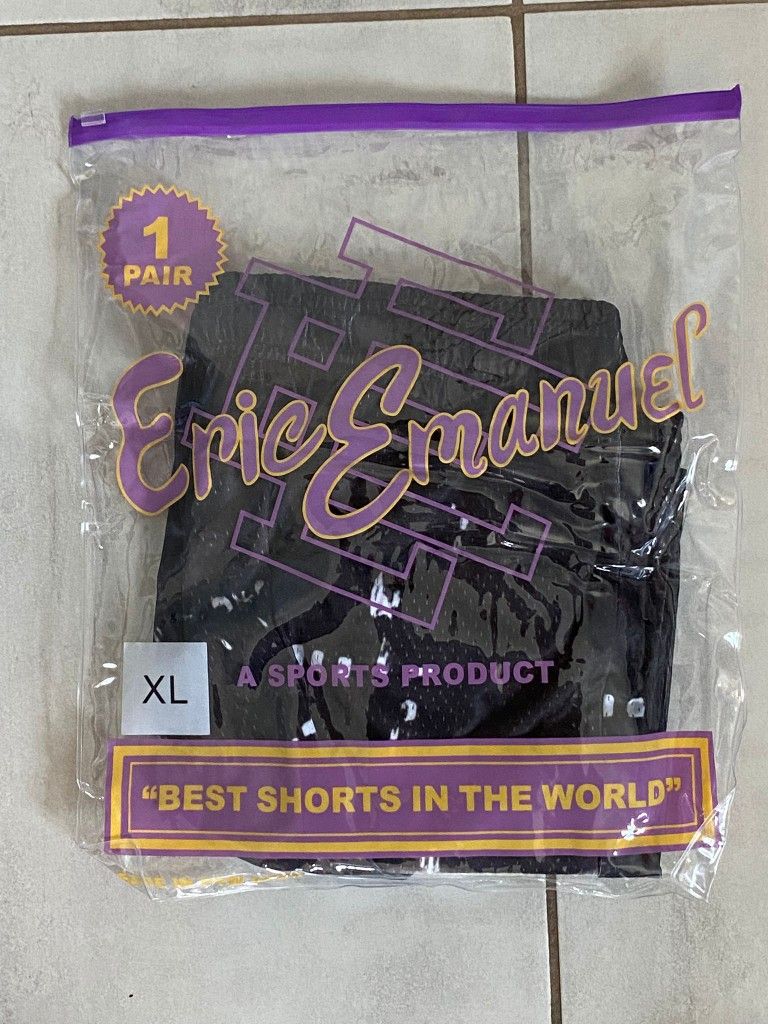 1
PAIR
Eric Emanuel
XL
A SPORTS PRODUCT
“BEST SHORTS IN THE WORLD”